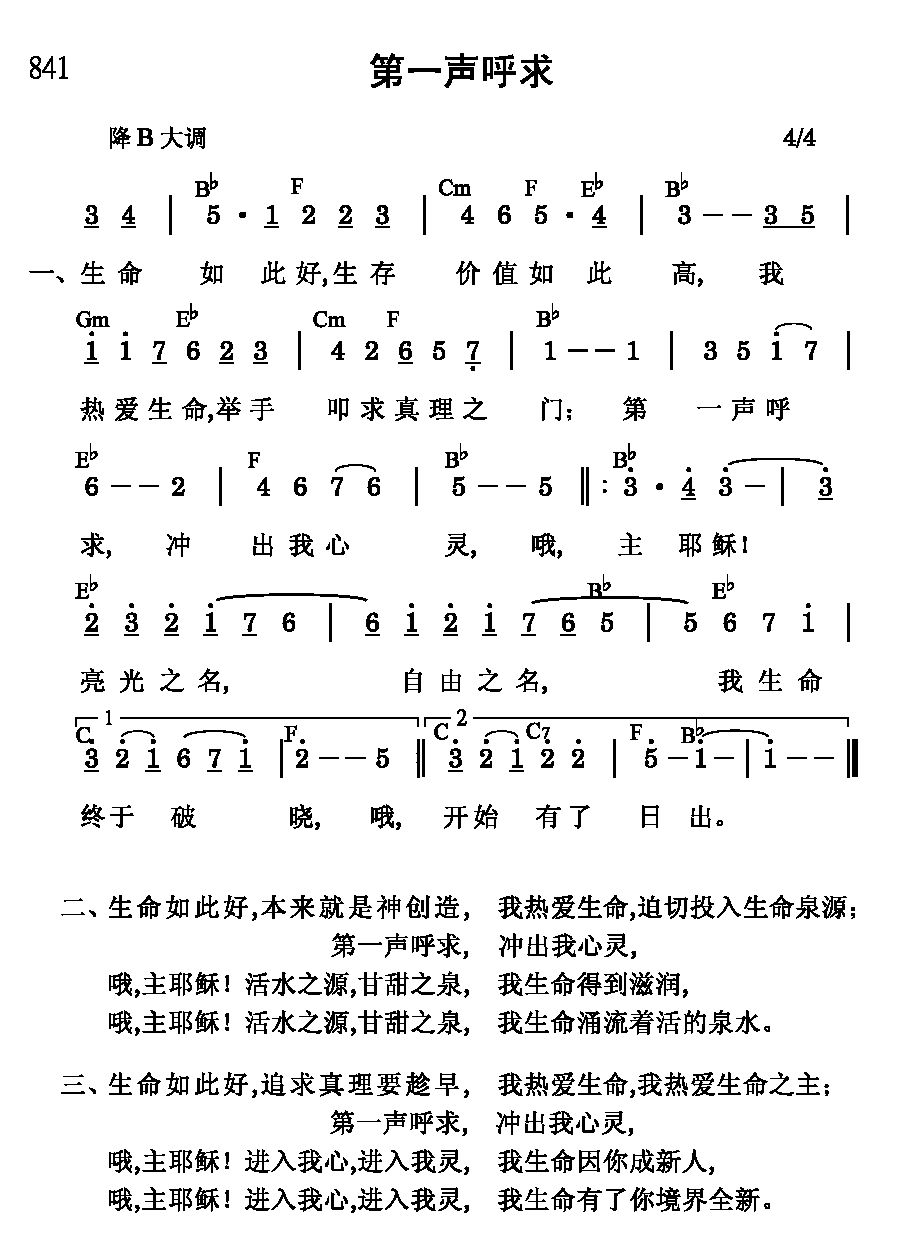 841 第一声呼求
降B大调 4/4
B♭ F Cm F E♭ B♭
3 4 | 5 · 1 2 2 3 | 4 6 5 · 4 | 3 - - 3 5 |
一、生命 如 此好,生存 价值如 此 高, 我
Gm E♭ Cm F B♭
1 1 7 6 2 3 | 4 2 6 5 7 | 1 - - 1 | 3 5 1 7 |
热爱生命,举手 叩求真理之 门; 第 一声呼
E♭ F B♭ B♭
6 - - 2 | 4 6 7 6 | 5 - - 5 ‖: 3 · 4 3 - | 3
求, 冲 出我心 灵, 哦, 主 耶稣!
E♭ B♭ E♭
2 3 2 1 7 6 | 6 1 2 1 7 6 5 | 5 6 7 1 |
亮光之名, 自由之名, 我生命
1 2
C F C C7 F B♭
3 2 1 6 7 1 | 2 - - 5 ‖ 3 2 1 2 2 | 5 - 1 - | 1 - - ‖
终于 破 晓, 哦, 开始 有了 日 出。
二、生命如此好,本来就是神创造, 我热爱生命,迫切投入生命泉源;
第一声呼求, 冲出我心灵,
哦,主耶稣! 活水之源,甘甜之泉, 我生命得到滋润,
哦,主耶稣! 活水之源,甘甜之泉, 我生命涌流着活的泉水。
三、生命如此好,追求真理要趁早, 我热爱生命,我热爱生命之主;
第一声呼求, 冲出我心灵,
哦,主耶稣! 进入我心,进入我灵, 我生命因你成新人,
哦,主耶稣! 进入我心,进入我灵, 我生命有了你境界全新。